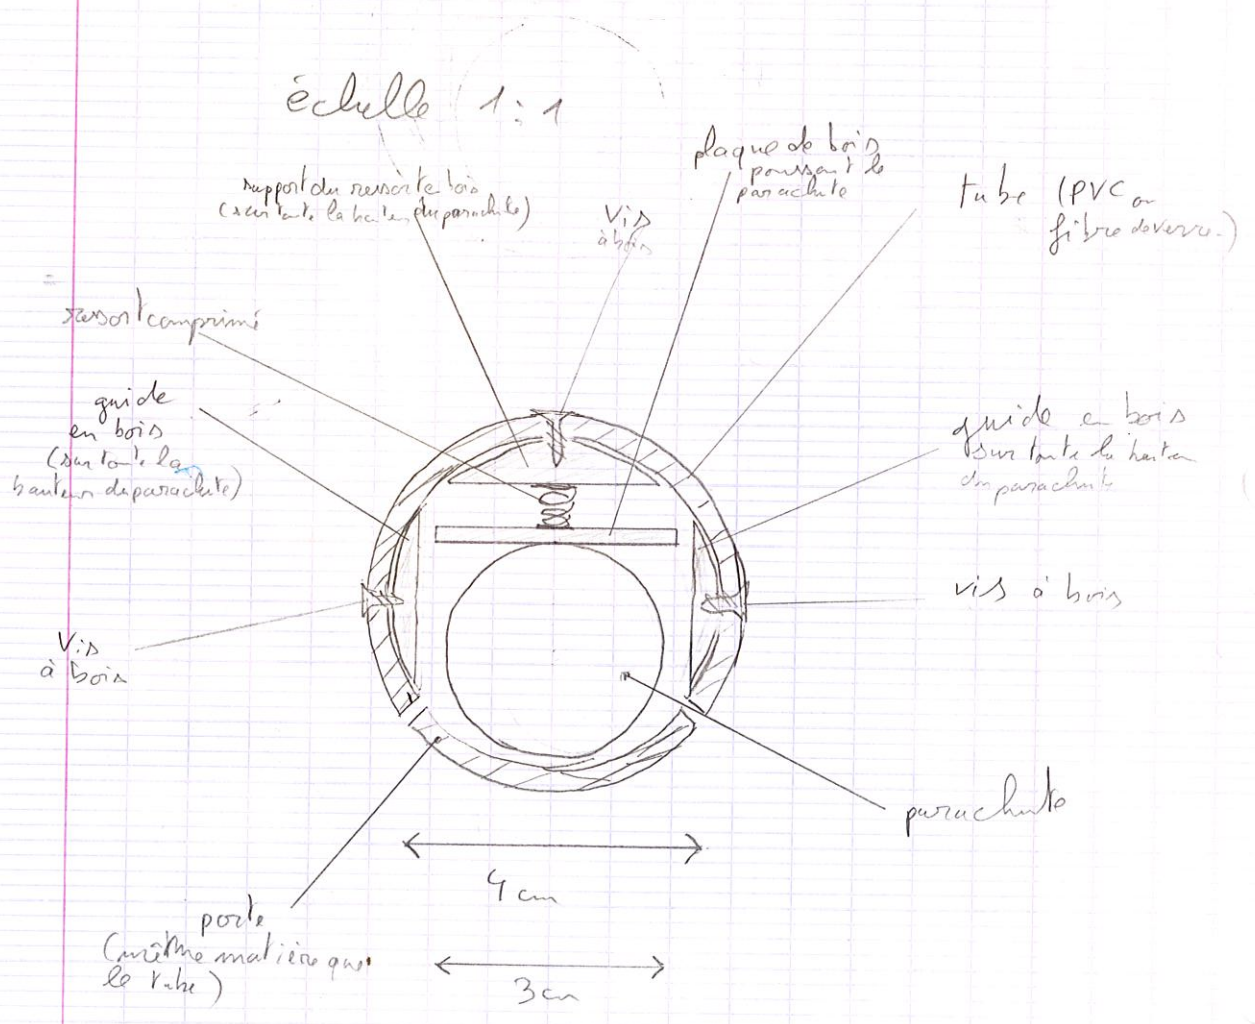 échelle 1:1
plaque de bois
poussant le
parachute
support du ressort en bois
(sur toute la hauteur du parachute)
vis
à bois
tube (PVC ou
fibre de verre)
ressort comprimé
guide
en bois
(sur toute la
hauteur du parachute)
guide en bois
sur toute la hauteur
du parachute
vis à bois
Vis
à bois
parachute
4 cm
porte
(même matière que
le tube)
3 cm